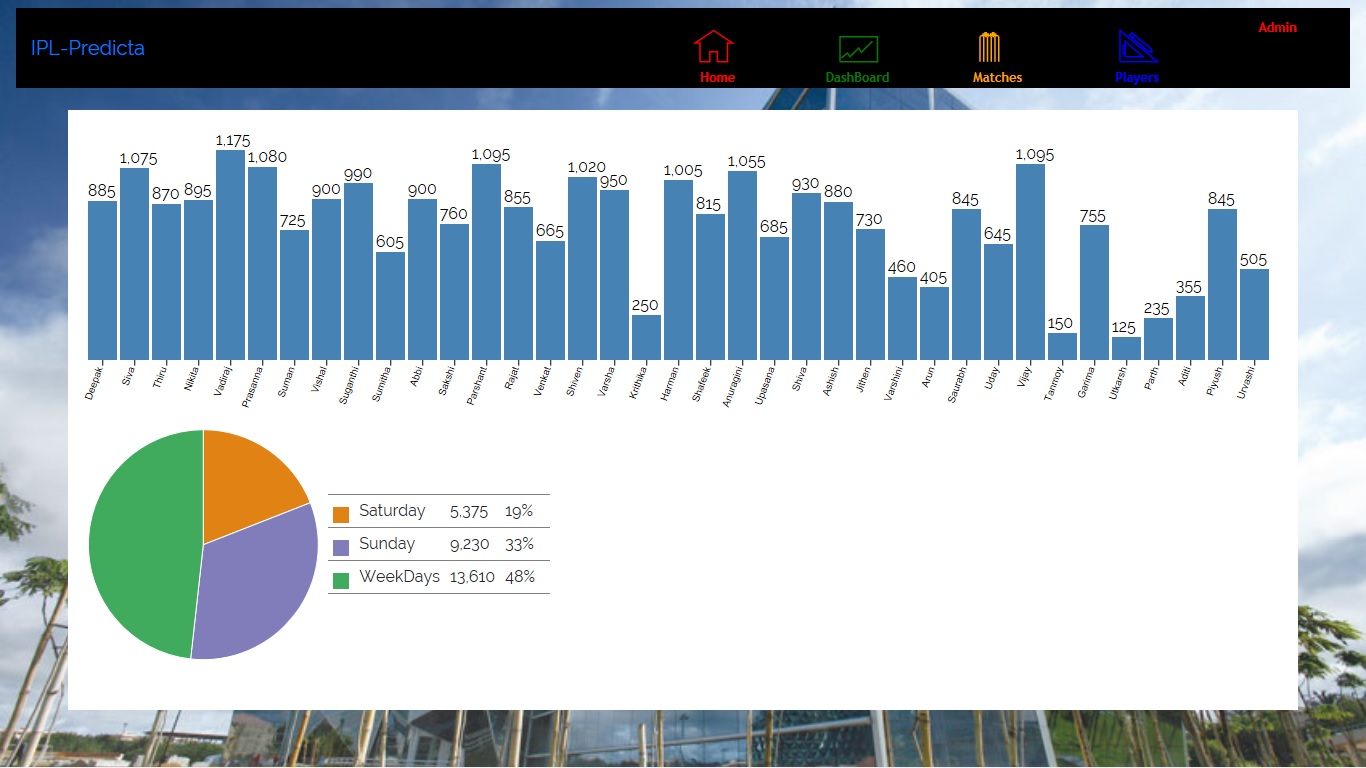 IPL-Predicta
Admin
Home DashBoard Matches Players
885 1,075 870 895 1,175 1,080 725 900 990 605 900 760 1,095 855 665 1,020 950 250 1,005 815 1,055 685 930 880 730 460 405 845 645 1,095 150 755 125 235 355 845 505
Deepak Siva Thiru Nikita Vadiraj Prasanna Suman Vishal Suganthi Sumitha Abbi Sakshi Parshant Rajat Venkat Shiven Varsha Krithika Harman Shafeek Anuragini Upasana Shiva Ashish Jithen Varshini Arun Saurabh Uday Vijay Tanmoy Garima Utkarsh Parth Aditi Piyush Urvashi
Saturday 5,375 19%
Sunday 9,230 33%
WeekDays 13,610 48%